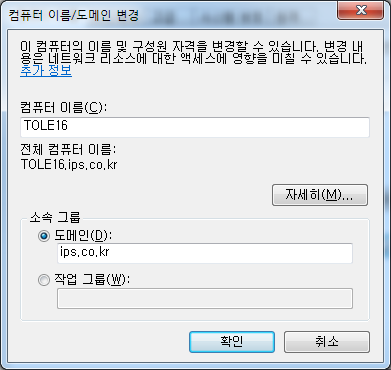 컴퓨터 이름/도메인 변경
이 컴퓨터의 이름 및 구성원 자격을 변경할 수 있습니다. 변경 내
용은 네트워크 리소스에 대한 액세스에 영향을 미칠 수 있습니다.
추가 정보
컴퓨터 이름(C):
TOLE16
전체 컴퓨터 이름:
TOLE16.ips.co.kr
자세히(M)...
소속 그룹
도메인(D):
ips.co.kr
작업 그룹(W):
확인 취소